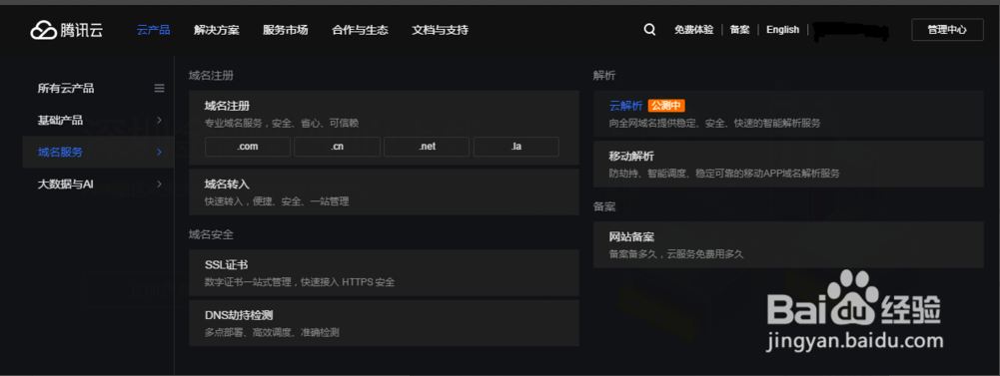 腾讯云
云产品 解决方案 服务市场 合作与生态 文档与支持
免费体验 备案 English 管理中心
所有云产品
基础产品
域名服务
大数据与AI
域名注册
域名注册
专业域名服务，安全、省心、可信赖
.com .cn .net .la
域名转入
快速转入，便捷、安全、一站管理
域名安全
SSL证书
数字证书一站式管理，快速接入 HTTPS 安全
DNS劫持检测
多点部署、高效调度、准确检测
解析
云解析 公测中
向全网域名提供稳定、安全、快速的智能解析服务
移动解析
防劫持、智能调度、稳定可靠的移动APP域名解析服务
备案
网站备案
备案备多久，云服务免费用多久
Baidu 经验
jingyan.baidu.com